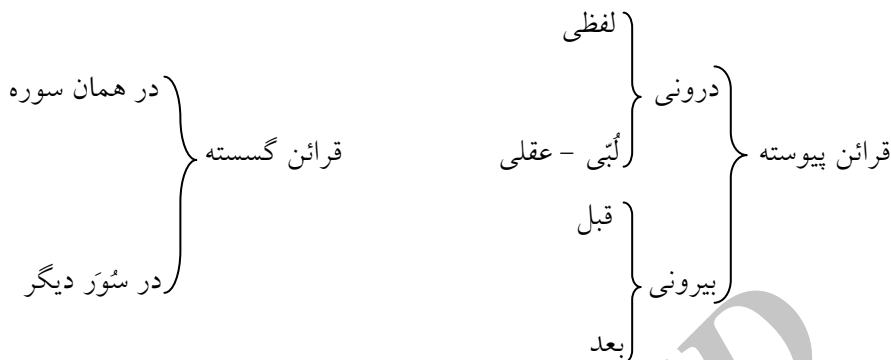 قرائن پیوسته
درونی
لفظی
لُبّی - عقلی
بیرونی
قبل
بعد
قرائن گسسته
در همان سوره
در سُوَر دیگر